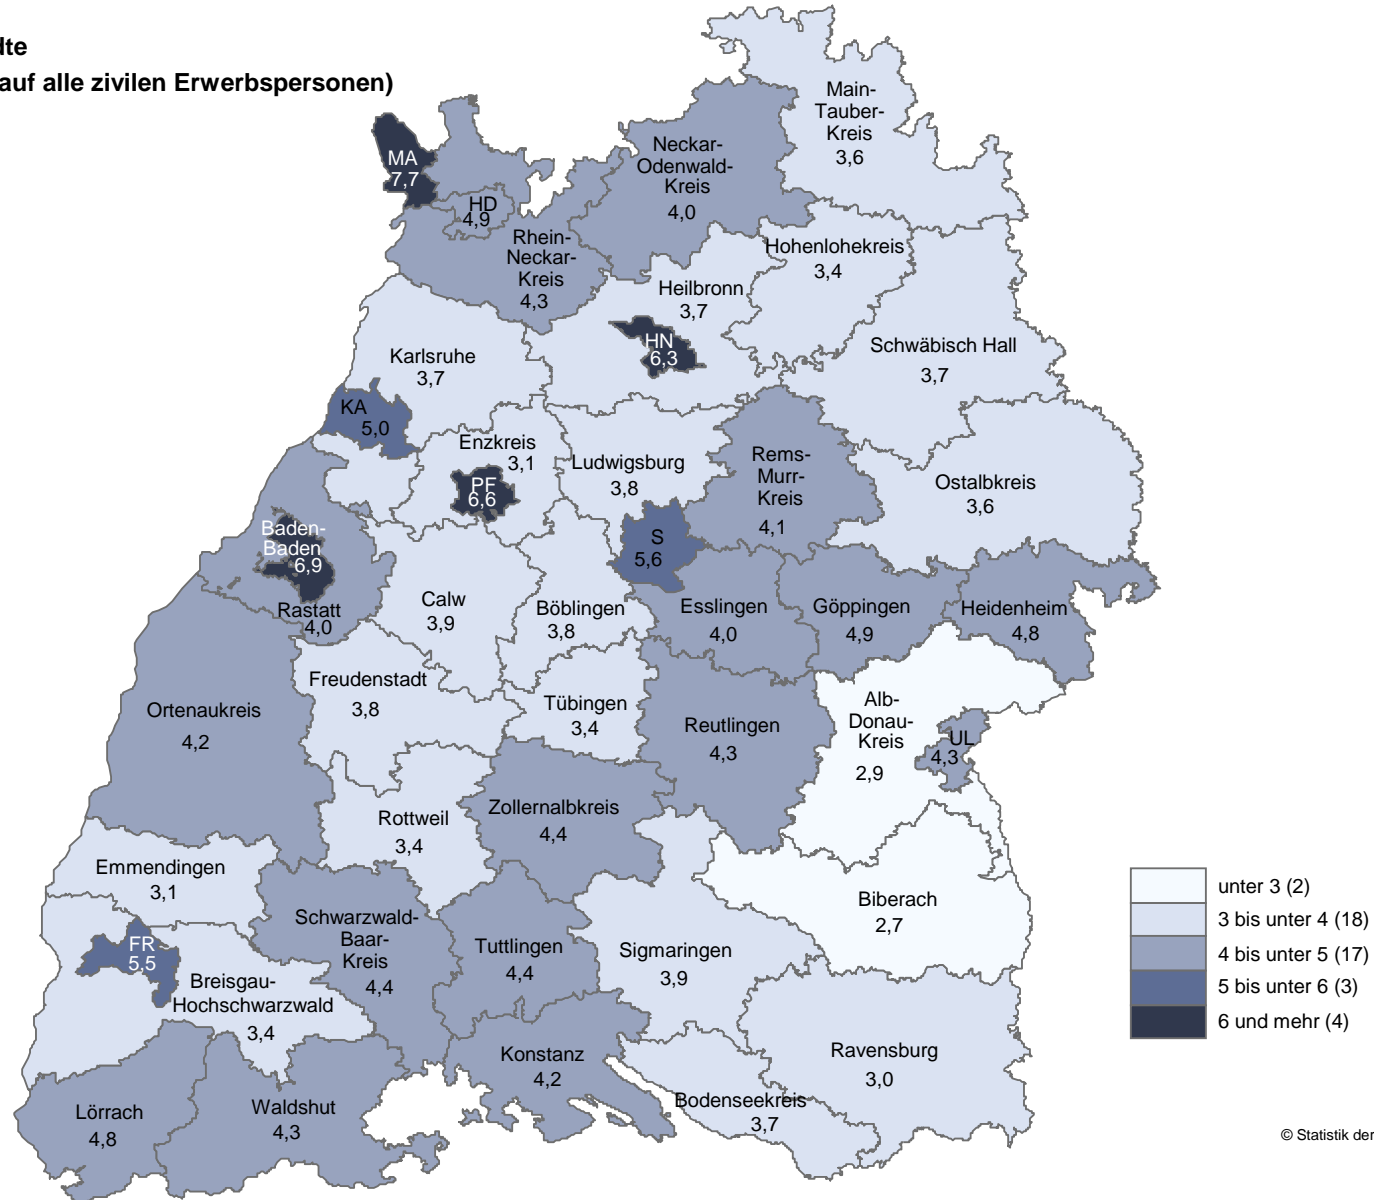 dte
auf alle zivilen Erwerbspersonen)
Main-
Tauber-
Kreis
3,6
MA
7,7
Neckar-
Odenwald-
Kreis
4,0
HD
4,9
Rhein-
Neckar-
Kreis
4,3
Hohenlohekreis
3,4
Heilbronn
3,7
HN
6,3
Schwäbisch Hall
3,7
Karlsruhe
3,7
KA
5,0
Enzkreis
3,1
PF
6,6
Ludwigsburg
3,8
Rems-
Murr-
Kreis
4,1
Ostalbkreis
3,6
Baden-
Baden
6,9
S
5,6
Rastatt
4,0
Calw
3,9
Böblingen
3,8
Esslingen
4,0
Göppingen
4,9
Heidenheim
4,8
Freudenstadt
3,8
Ortenaukreis
4,2
Tübingen
3,4
Reutlingen
4,3
Alb-
Donau-
Kreis
2,9
UL
4,3
Rottweil
3,4
Zollernalbkreis
4,4
Emmendingen
3,1
Biberach
2,7
FR
5,5
Schwarzwald-
Baar-
Kreis
4,4
Tuttlingen
4,4
Sigmaringen
3,9
Breisgau-
Hochschwarzwald
3,4
Konstanz
4,2
Ravensburg
3,0
Bodenseekreis
3,7
Lörrach
4,8
Waldshut
4,3
unter 3 (2)
3 bis unter 4 (18)
4 bis unter 5 (17)
5 bis unter 6 (3)
6 und mehr (4)
© Statistik der